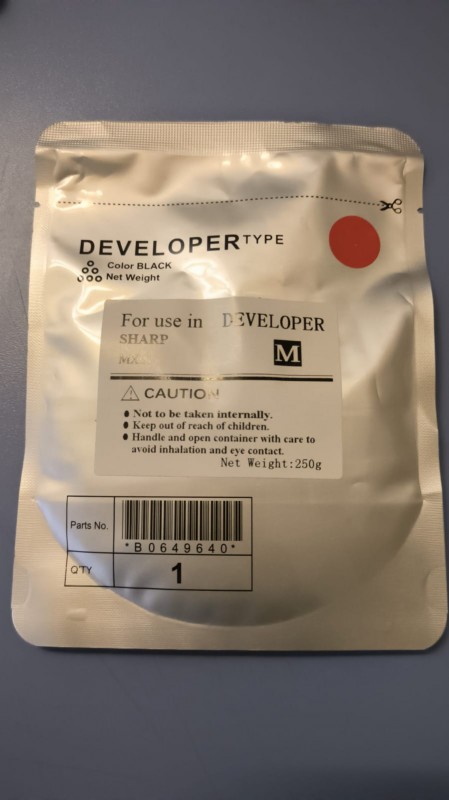 DEVELOPER TYPE
Color BLACK
Net Weight
For use in DEVELOPER
SHARP
M
CAUTION
Not to be taken internally.
Keep out of reach of children.
Handle and open container with care to
avoid inhalation and eye contact.
Net Weight:250g
Parts No.
*B0649640*
Q'TY 1